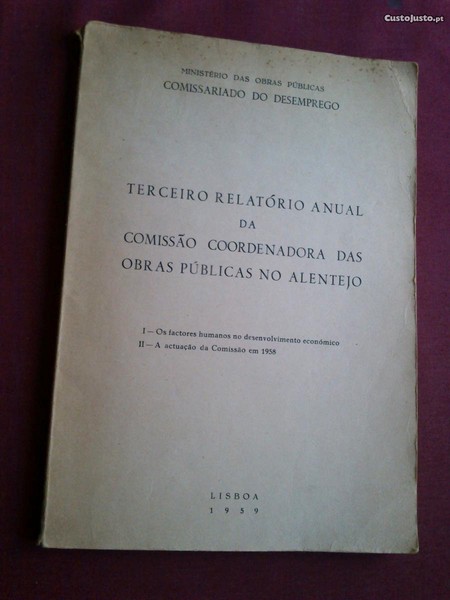 CustoJusto.pt
MINISTÉRIO DAS OBRAS PÚBLICAS
COMISSARIADO DO DESEMPREGO
TERCEIRO RELATÓRIO ANUAL
DA
COMISSÃO COORDENADORA DAS
OBRAS PÚBLICAS NO ALENTEJO
I — Os factores humanos no desenvolvimento económico
II — A actuação da Comissão em 1958
LISBOA
1959